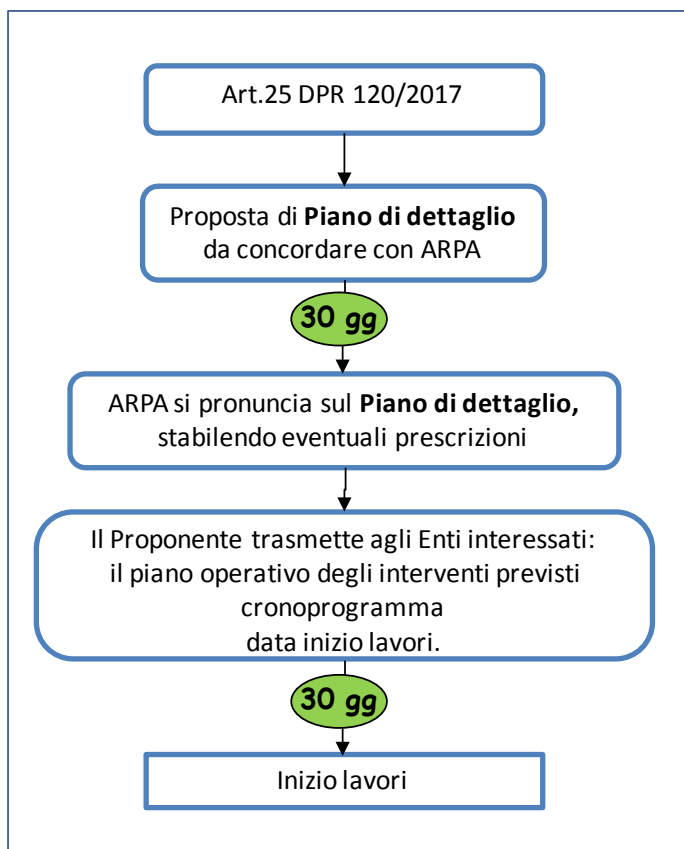 Art.25 DPR 120/2017
Proposta di Piano di dettaglio
da concordare con ARPA
30 gg
ARPA si pronuncia sul Piano di dettaglio,
stabilendo eventuali prescrizioni
Il Proponente trasmette agli Enti interessati:
il piano operativo degli interventi previsti
cronoprogramma
data inizio lavori.
30 gg
Inizio lavori